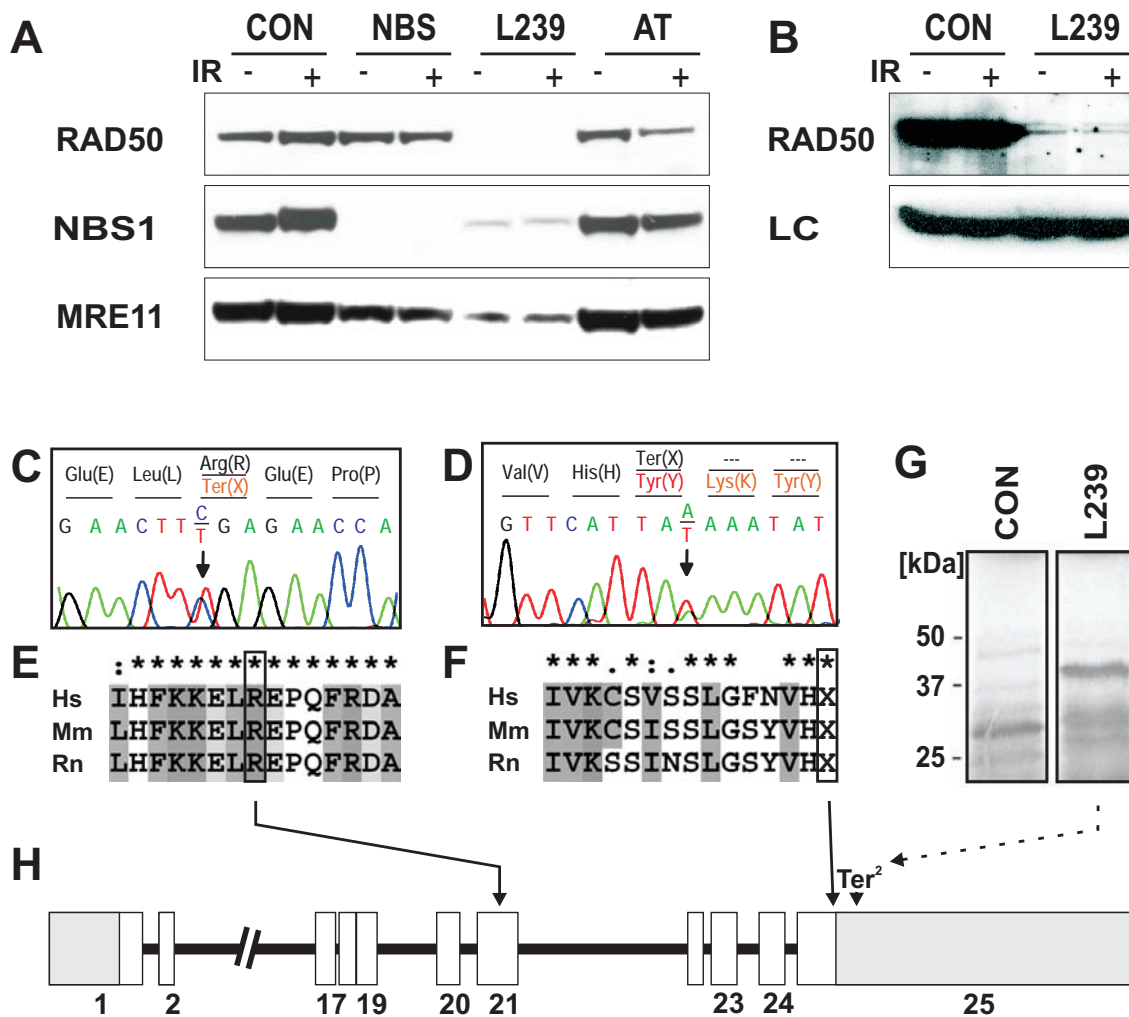 A
CON NBS L239 AT
IR - + - + - + - +
RAD50
NBS1
MRE11
B
CON L239
IR - + - +
RAD50
LC
C
Glu(E) Leu(L) Arg(R) Glu(E) Pro(P)
Ter(X)
G A A C T T C G A G A A C C A
T
D
Val(V) His(H) Ter(X) --- ---
Tyr(Y) Lys(K) Tyr(Y)
G T T C A T T A A A A A T A T
T
G
CON L239
[kDa]
50 -
37 -
25 -
E
:**************
Hs IHFKKELREPQFRDA
Mm LHFKKELREPQFRDA
Rn LHFKKELREPQFRDA
F
***.*:.*** ***
Hs IVKCSVSSLGFNVHX
Mm IVKCSISSLGSYVHX
Rn IVKSSINSLGSYVHX
H
Ter²
1 2 17 19 20 21 23 24 25